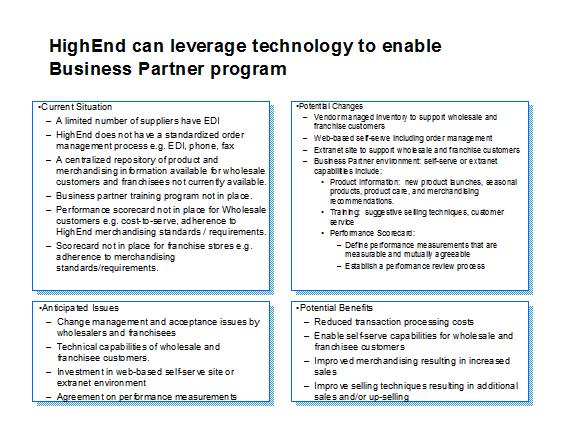 HighEnd can leverage technology to enable
Business Partner program
•Current Situation
– A limited number of suppliers have EDI
– HighEnd does not have a standardized order
management process e.g. EDI, phone, fax
– A centralized repository of product and
merchandising information available for wholesale
customers and franchisees not currently available.
– Business partner training program not in place.
– Performance scorecard not in place for Wholesale
customers e.g. cost-to-serve, adherence to
HighEnd merchandising standards / requirements.
– Scorecard not in place for franchise stores e.g.
adherence to merchandising
standards/requirements.
•Potential Changes
– Vendor managed Inventory to support wholesale and
franchise customers
– Web-based self-serve including order management
– Extranet site to support wholesale and franchise customers
– Business Partner environment: self-serve or extranet
capabilities include:
• Product Information: new product launches, seasonal
products, product care, and merchandising
recommendations.
• Training: suggestive selling techniques, customer
service
• Performance Scorecard:
– Define performance measurements that are
measurable and mutually agreeable
– Establish a performance review process
•Anticipated Issues
– Change management and acceptance issues by
wholesalers and franchisees
– Technical capabilities of wholesale and
franchisee customers.
– Investment in web-based self-serve site or
extranet environment
– Agreement on performance measurements
•Potential Benefits
– Reduced transaction processing costs
– Enable self-serve capabilities for wholesale and
franchisee customers
– Improved merchandising resulting in increased
sales
– Improve selling techniques resulting in additional
sales and/or up-selling